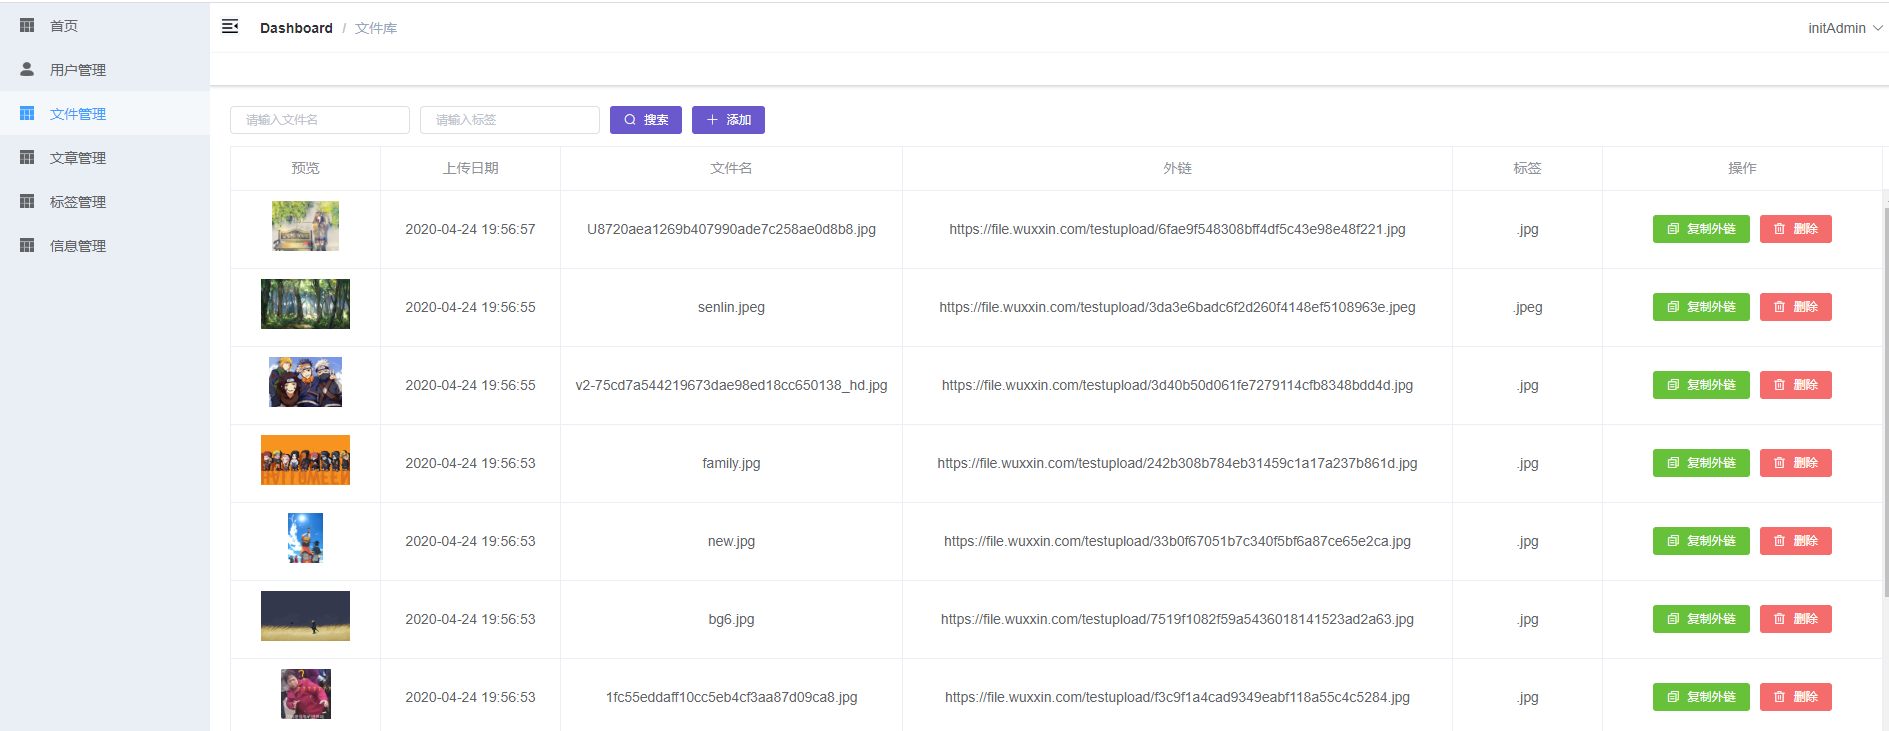 首页
用户管理
文件管理
文章管理
标签管理
信息管理
Dashboard / 文件库
initAdmin
请输入文件名 请输入标签 搜索 添加
预览 上传日期 文件名 外链 标签 操作
2020-04-24 19:56:57 U8720aea1269b407990ade7c258ae0d8b8.jpg https://file.wuxxin.com/testupload/6fae9f548308bff4df5c43e98e48f221.jpg .jpg 复制外链 删除
2020-04-24 19:56:55 senlin.jpeg https://file.wuxxin.com/testupload/3da3e6badc6f2d260f4148ef5108963e.jpeg .jpeg 复制外链 删除
2020-04-24 19:56:55 v2-75cd7a544219673dae98ed18cc650138_hd.jpg https://file.wuxxin.com/testupload/3d40b50d061fe7279114cfb8348bdd4d.jpg .jpg 复制外链 删除
2020-04-24 19:56:53 family.jpg https://file.wuxxin.com/testupload/242b308b784eb31459c1a17a237b861d.jpg .jpg 复制外链 删除
2020-04-24 19:56:53 new.jpg https://file.wuxxin.com/testupload/33b0f67051b7c340f5bf6a87ce65e2ca.jpg .jpg 复制外链 删除
2020-04-24 19:56:53 bg6.jpg https://file.wuxxin.com/testupload/7519f1082f59a5436018141523ad2a63.jpg .jpg 复制外链 删除
2020-04-24 19:56:53 1fc55eddaff10cc5eb4cf3aa87d09ca8.jpg https://file.wuxxin.com/testupload/f3c9f1a4cad9349eabf118a55c4c5284.jpg .jpg 复制外链 删除